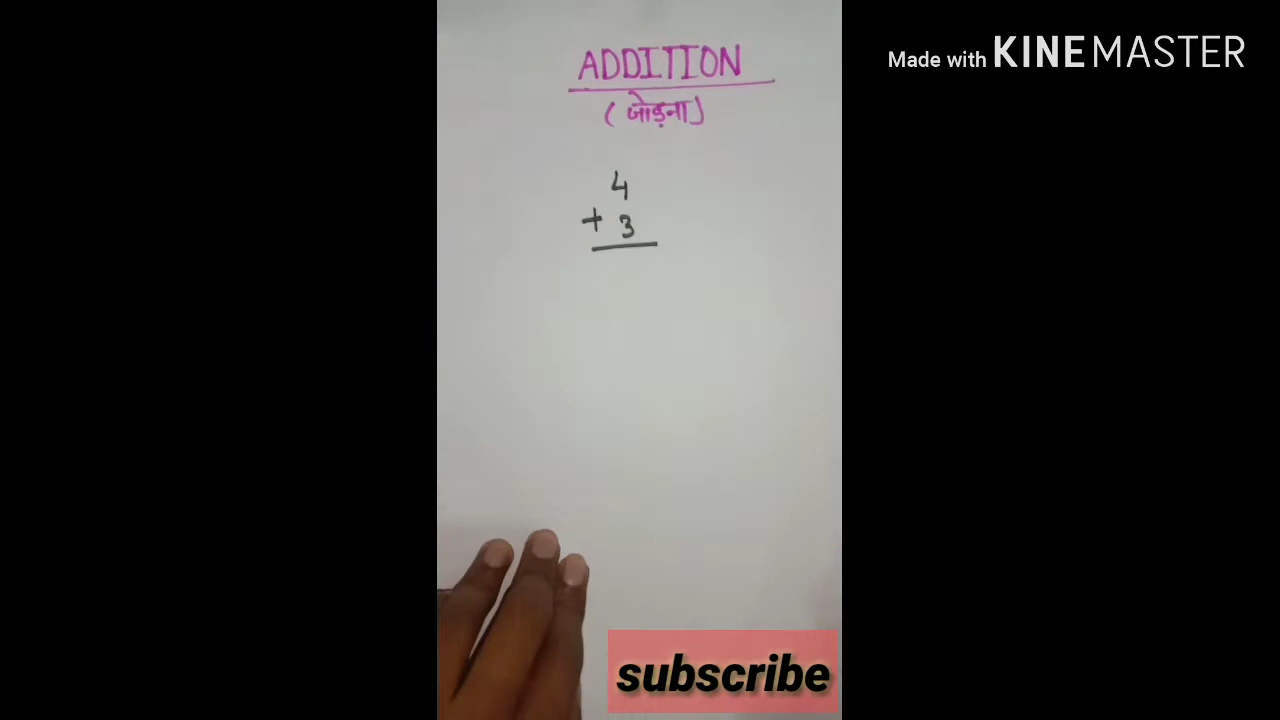 Made with KINEMASTER
ADDITION
(जोड़ना)
4
+ 3
subscribe